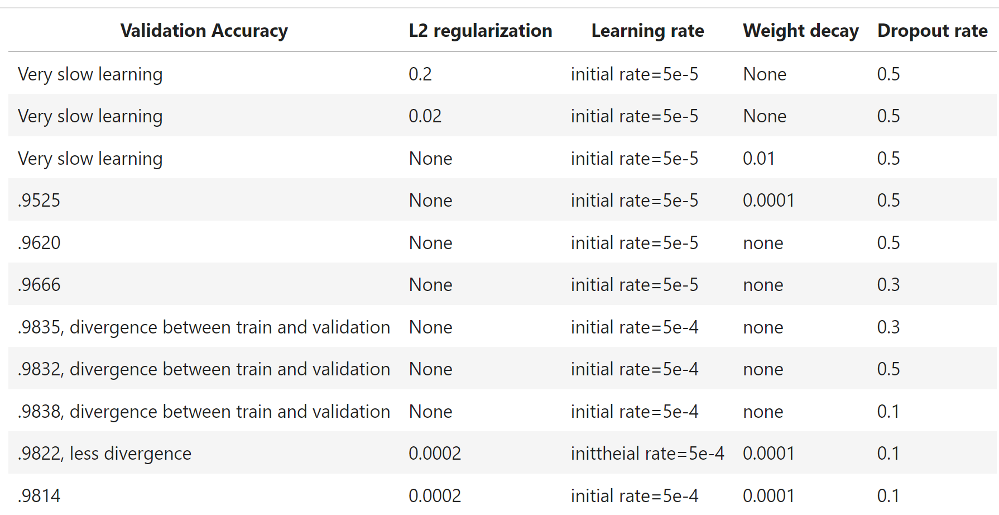 Validation Accuracy L2 regularization Learning rate Weight decay Dropout rate
Very slow learning 0.2 initial rate=5e-5 None 0.5
Very slow learning 0.02 initial rate=5e-5 None 0.5
Very slow learning None initial rate=5e-5 0.01 0.5
.9525 None initial rate=5e-5 0.0001 0.5
.9620 None initial rate=5e-5 none 0.5
.9666 None initial rate=5e-5 none 0.3
.9835, divergence between train and validation None initial rate=5e-4 none 0.3
.9832, divergence between train and validation None initial rate=5e-4 none 0.5
.9838, divergence between train and validation None initial rate=5e-4 none 0.1
.9822, less divergence 0.0002 inittheial rate=5e-4 0.0001 0.1
.9814 0.0002 initial rate=5e-4 0.0001 0.1